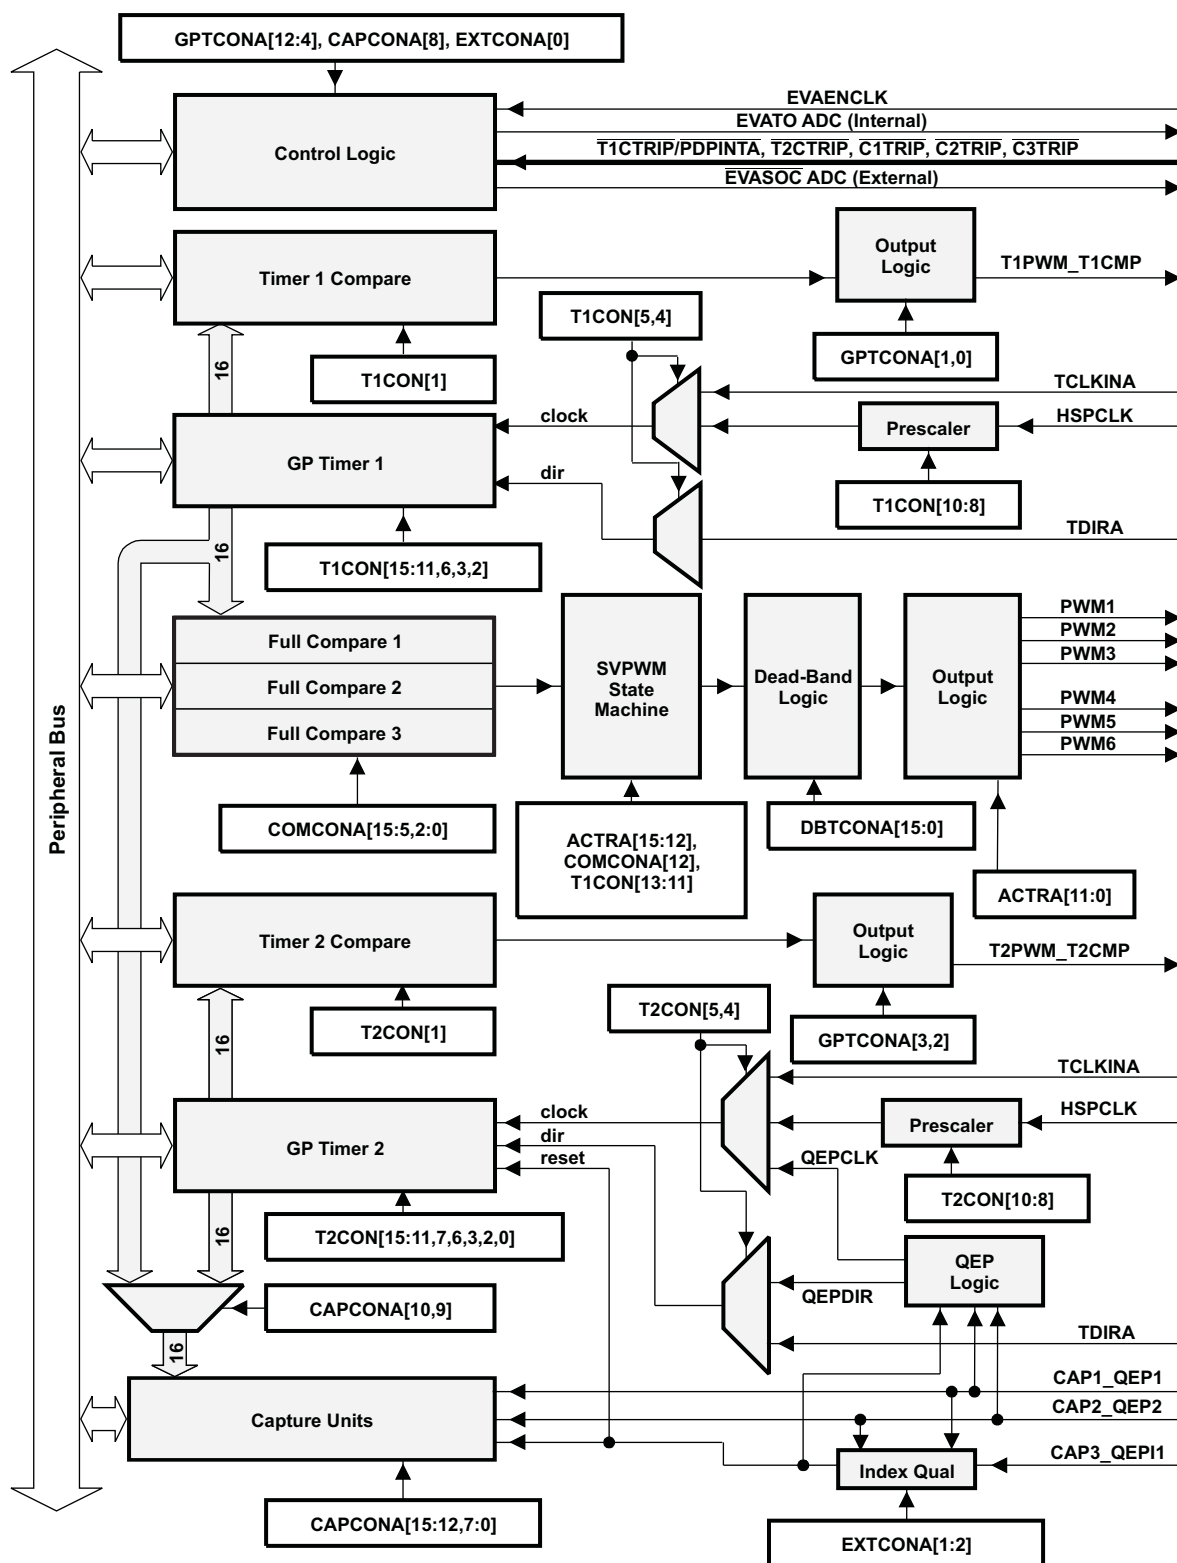 GPTCONA[12:4], CAPCONA[8], EXTCONA[0]
Control Logic
EVAENCLK
EVATO ADC (Internal)
T1CTRIP/PDPINTA, T2CTRIP, C1TRIP, C2TRIP, C3TRIP
EVASOC ADC (External)
Timer 1 Compare
Output
Logic
T1PWM_T1CMP
T1CON[5,4]
GPTCONA[1,0]
16
T1CON[1]
TCLKINA
clock
Prescaler
HSPCLK
GP Timer 1
dir
T1CON[10:8]
TDIRA
16
T1CON[15:11,6,3,2]
Full Compare 1
Full Compare 2
Full Compare 3
SVPWM
State
Machine
Dead-Band
Logic
Output
Logic
PWM1
PWM2
PWM3
PWM4
PWM5
PWM6
Peripheral Bus
COMCONA[15:5,2:0]
ACTRA[15:12],
COMCONA[12],
T1CON[13:11]
DBTCONA[15:0]
ACTRA[11:0]
Timer 2 Compare
Output
Logic
T2PWM_T2CMP
T2CON[5,4]
GPTCONA[3,2]
16
T2CON[1]
TCLKINA
clock
Prescaler
HSPCLK
GP Timer 2
dir
reset
QEPCLK
T2CON[10:8]
16
T2CON[15:11,7,6,3,2,0]
QEP
Logic
QEPDIR
CAPCONA[10,9]
TDIRA
16
Capture Units
CAP1_QEP1
CAP2_QEP2
CAP3_QEPI1
Index Qual
CAPCONA[15:12,7:0]
EXTCONA[1:2]